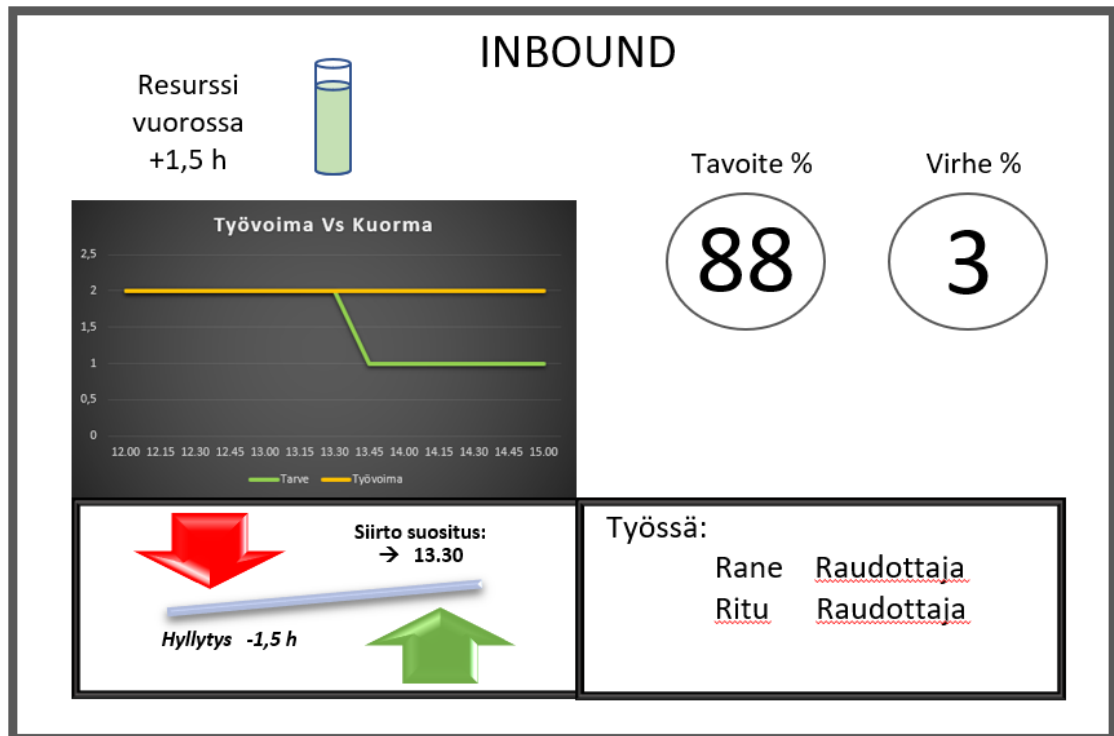 INBOUND
Resurssi
vuorossa
+1,5 h
Tavoite %
Virhe %
88
3
Työvoima Vs Kuorma
2,5
2
1,5
1
0,5
0
12.00 12.15 12.30 12.45 13.00 13.15 13.30 13.45 14.00 14.15 14.30 14.45 15.00
Tarve Työvoima
Siirto suositus:
→ 13.30
Hyllytys -1,5 h
Työssä:
Rane Raudottaja
Ritu Raudottaja